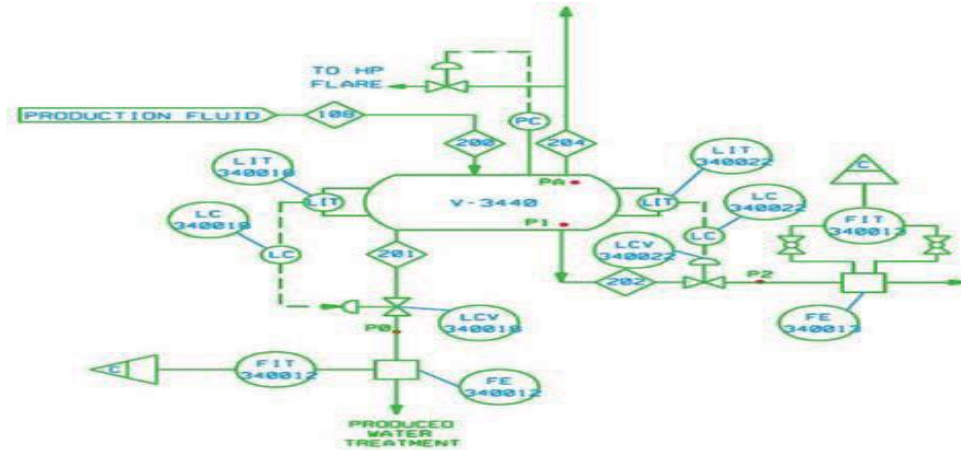 TO HP
FLARE
PRODUCTION FLUID
108
PC
200
204
LIT
340018
LIT
340022
C
PA
LIT
V-3440
LIT
LC
340022
LC
340018
P1
LC
FIT
340013
LCV
340022
LC
201
202
P2
LCV
340018
P0
FE
340013
C
FIT
340012
FE
340012
PRODUCED
WATER
TREATMENT